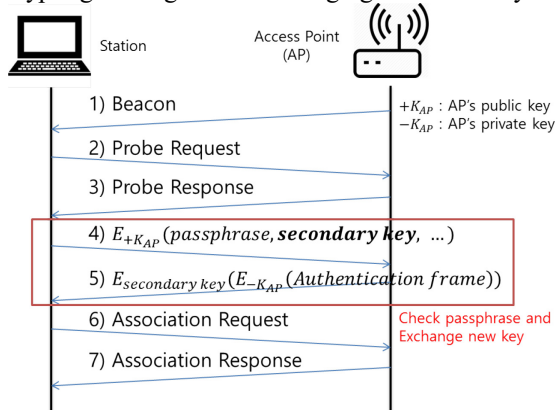 Station
Access Point
(AP)
1) Beacon
+K_AP : AP's public key
−K_AP : AP's private key
2) Probe Request
3) Probe Response
4) E_{+K_AP}(passphrase, secondary key, …)
5) E_{secondary key}(E_{−K_AP}(Authentication frame))
6) Association Request
Check passphrase and
Exchange new key
7) Association Response